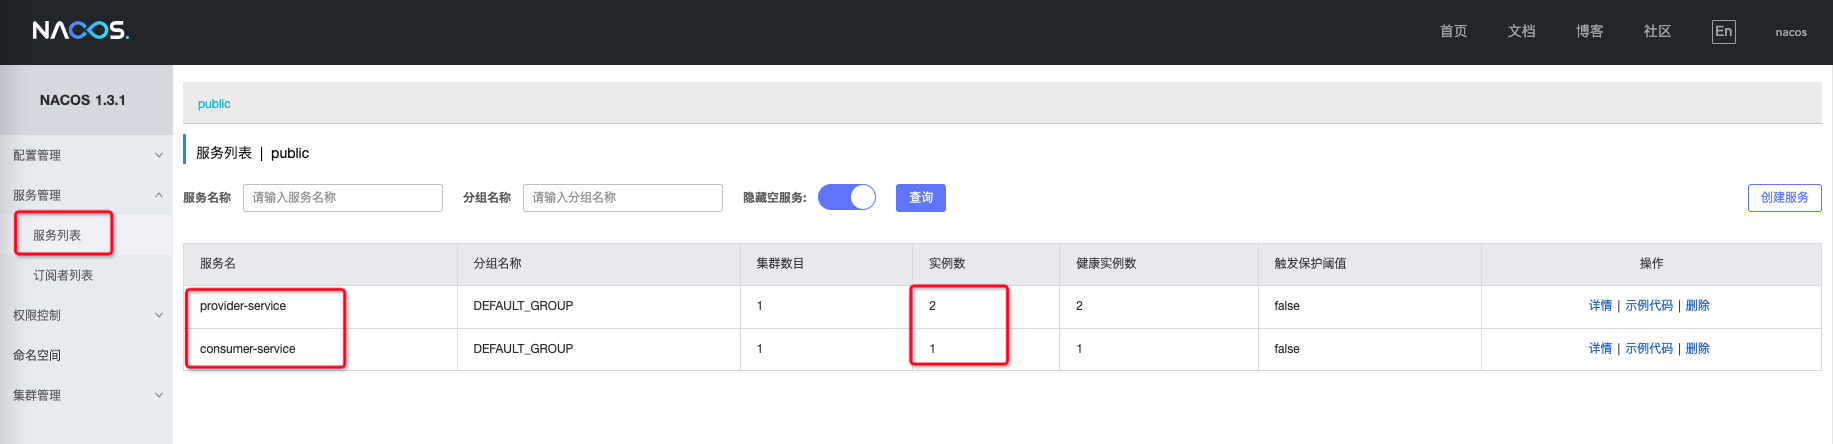 NACOS.
首页 文档 博客 社区 En nacos
NACOS 1.3.1
配置管理
服务管理
服务列表
订阅者列表
权限控制
命名空间
集群管理
public
服务列表 | public
服务名称 请输入服务名称 分组名称 请输入分组名称 隐藏空服务: 查询 创建服务
服务名 分组名称 集群数目 实例数 健康实例数 触发保护阈值 操作
provider-service DEFAULT_GROUP 1 2 2 false 详情 | 示例代码 | 删除
consumer-service DEFAULT_GROUP 1 1 1 false 详情 | 示例代码 | 删除